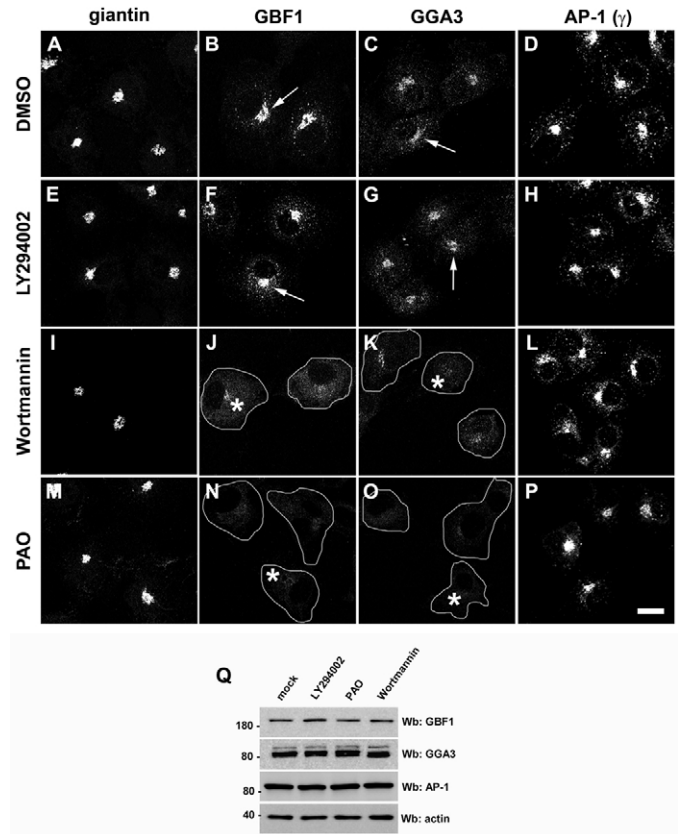 giantin GBF1 GGA3 AP-1 (γ)
DMSO
A B C D
LY294002
E F G H
Wortmannin
I J K L
* *
PAO
M N O P
* *
Q
mock LY294002 PAO Wortmannin
180 - Wb: GBF1
80 - Wb: GGA3
80 - Wb: AP-1
40 - Wb: actin